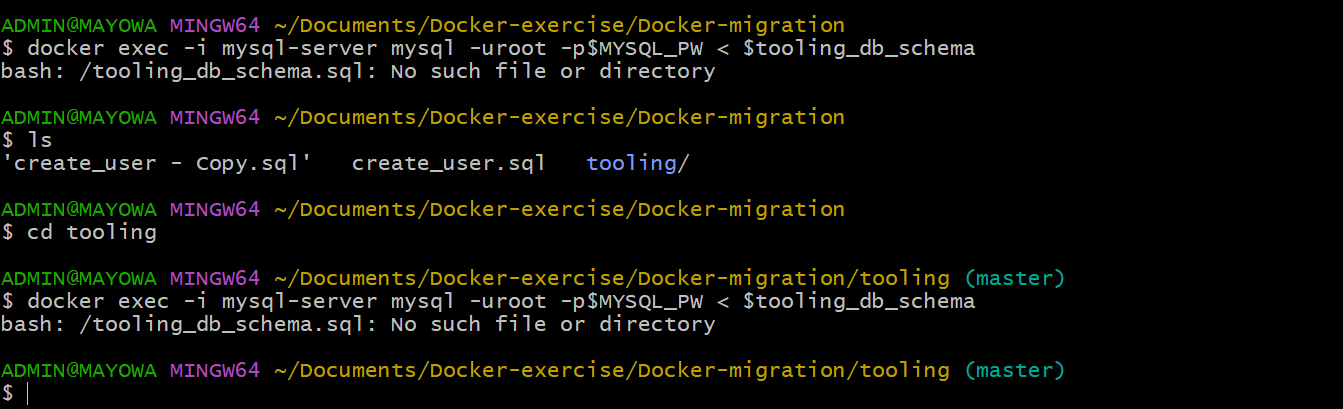 ADMIN@MAYOWA MINGW64 ~/Documents/Docker-exercise/Docker-migration
$ docker exec -i mysql-server mysql -uroot -p$MYSQL_PW < $tooling_db_schema
bash: /tooling_db_schema.sql: No such file or directory
ADMIN@MAYOWA MINGW64 ~/Documents/Docker-exercise/Docker-migration
$ ls
'create_user - Copy.sql'   create_user.sql   tooling/
ADMIN@MAYOWA MINGW64 ~/Documents/Docker-exercise/Docker-migration
$ cd tooling
ADMIN@MAYOWA MINGW64 ~/Documents/Docker-exercise/Docker-migration/tooling (master)
$ docker exec -i mysql-server mysql -uroot -p$MYSQL_PW < $tooling_db_schema
bash: /tooling_db_schema.sql: No such file or directory
ADMIN@MAYOWA MINGW64 ~/Documents/Docker-exercise/Docker-migration/tooling (master)
$